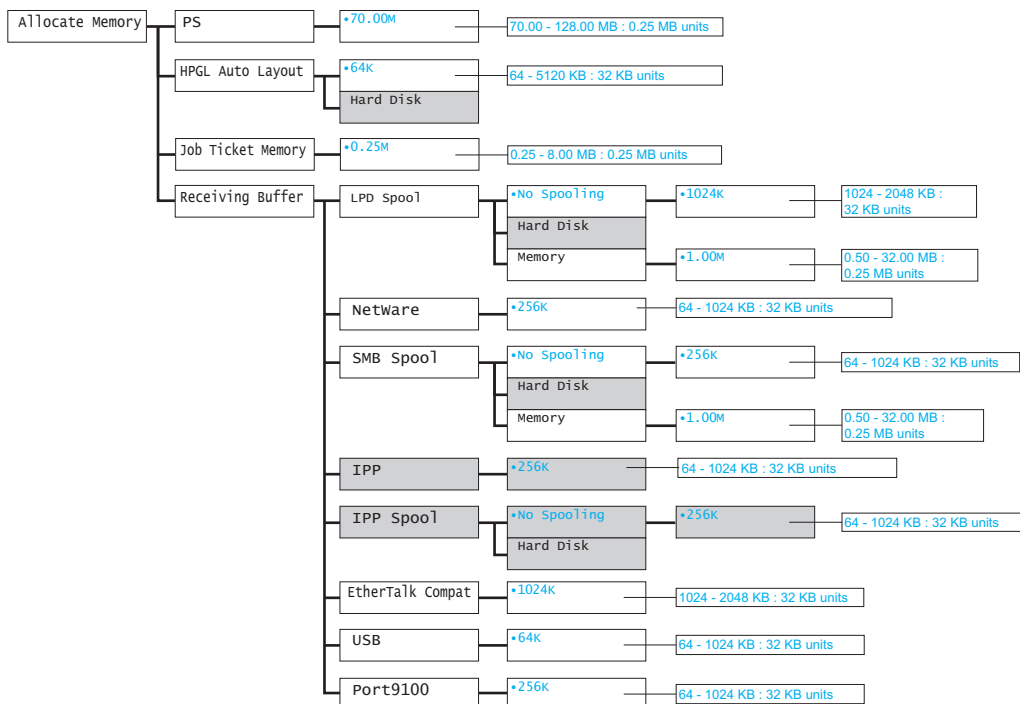 Allocate Memory
PS
•70.00M
70.00 - 128.00 MB : 0.25 MB units
HPGL Auto Layout
•64K
64 - 5120 KB : 32 KB units
Hard Disk
Job Ticket Memory
•0.25M
0.25 - 8.00 MB : 0.25 MB units
Receiving Buffer
LPD Spool
•No Spooling
•1024K
1024 - 2048 KB :
32 KB units
Hard Disk
Memory
•1.00M
0.50 - 32.00 MB :
0.25 MB units
NetWare
•256K
64 - 1024 KB : 32 KB units
SMB Spool
•No Spooling
•256K
64 - 1024 KB : 32 KB units
Hard Disk
Memory
•1.00M
0.50 - 32.00 MB :
0.25 MB units
IPP
•256K
64 - 1024 KB : 32 KB units
IPP Spool
•No Spooling
•256K
64 - 1024 KB : 32 KB units
Hard Disk
EtherTalk Compat
•1024K
1024 - 2048 KB : 32 KB units
USB
•64K
64 - 1024 KB : 32 KB units
Port9100
•256K
64 - 1024 KB : 32 KB units